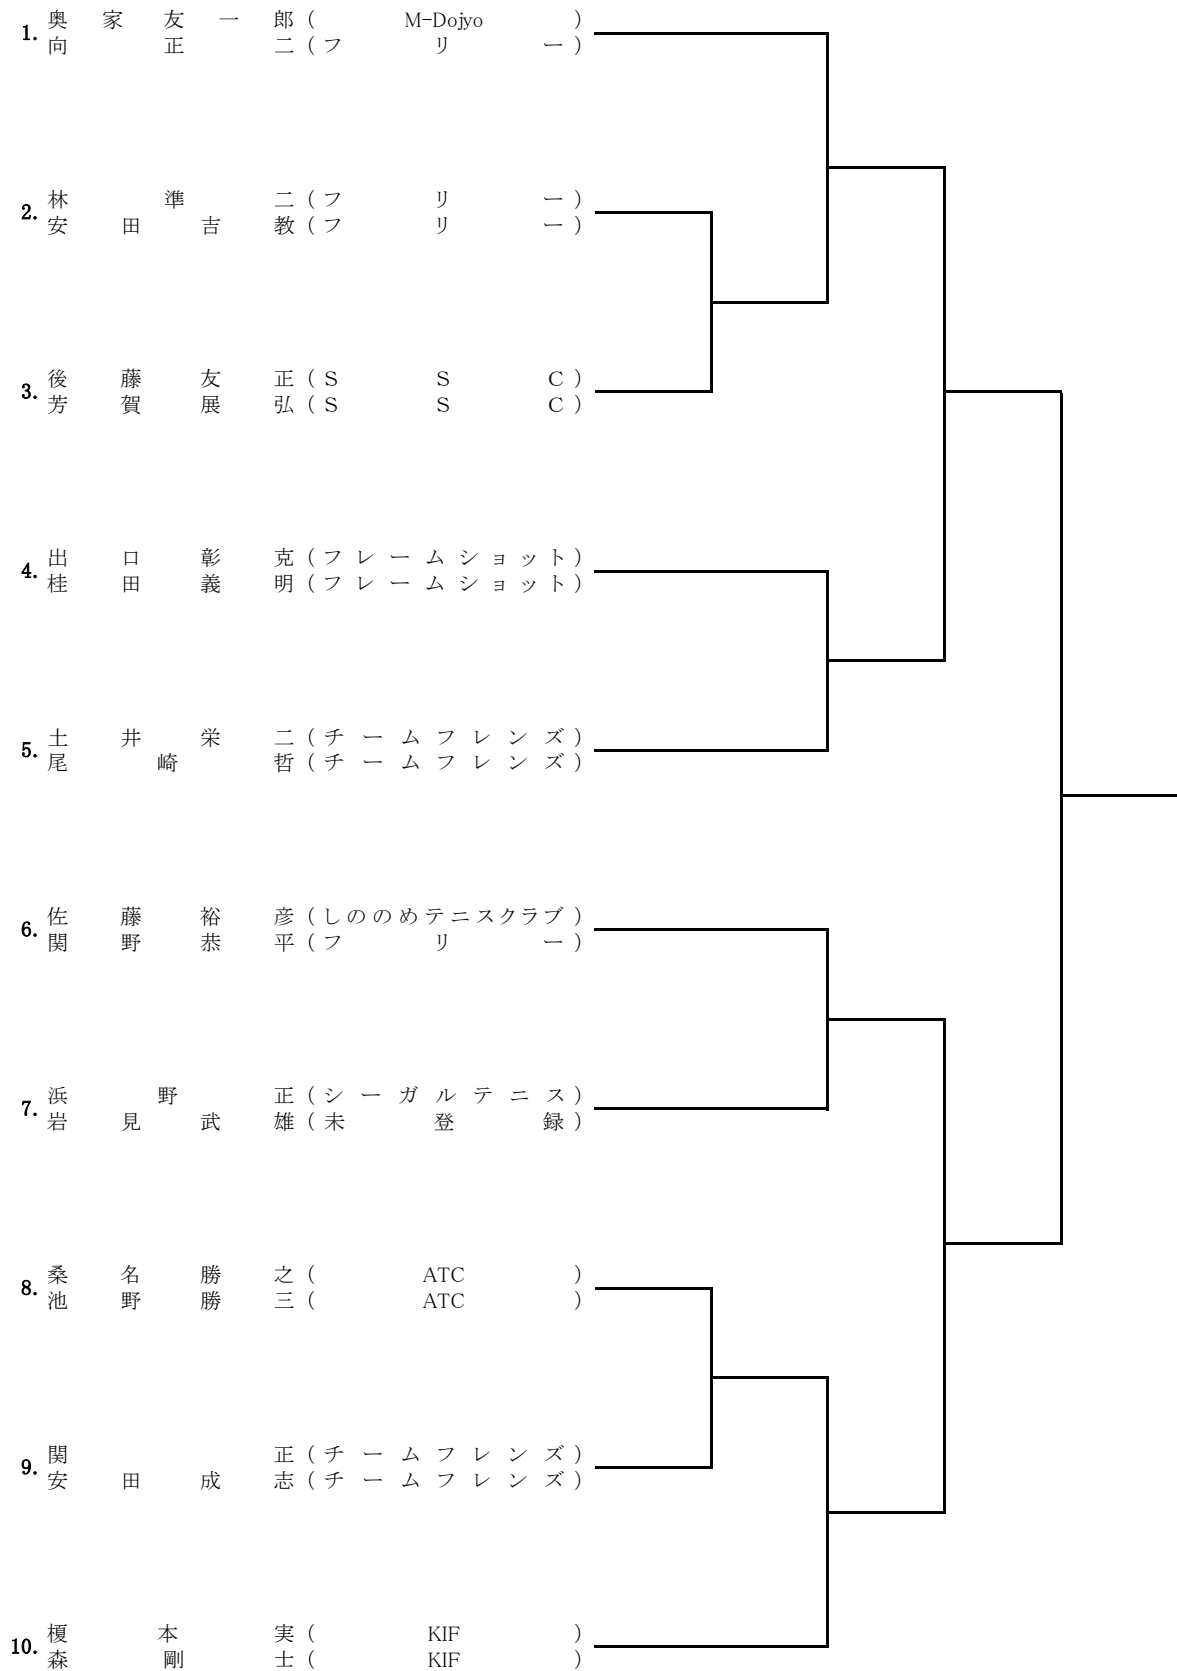 1. 奥家友一郎 ( M-Dojyo )
向正二 ( フリー )
2. 林準二 ( フリー )
安田吉教 ( フリー )
3. 後藤友正 ( SSC )
芳賀展弘 ( SSC )
4. 出口彰克 ( フレームショット )
桂田義明 ( フレームショット )
5. 土井栄二 ( チームフレンズ )
尾崎哲 ( チームフレンズ )
6. 佐藤裕彦 ( しののめテニスクラブ )
関野恭平 ( フリー )
7. 浜野正 ( シーガルテニス )
岩見武雄 ( 未登録 )
8. 桑名勝之 ( ATC )
池野勝三 ( ATC )
9. 関正 ( チームフレンズ )
安田成志 ( チームフレンズ )
10. 榎本実 ( KIF )
森剛士 ( KIF )